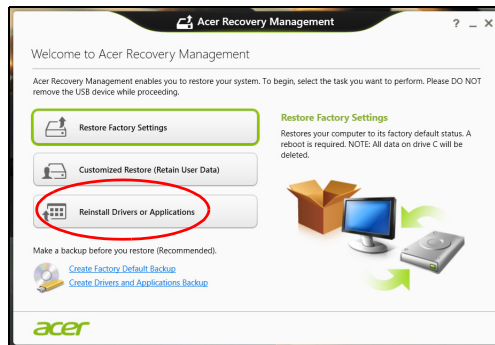 Acer Recovery Management
? _ X
Welcome to Acer Recovery Management
Acer Recovery Management enables you to restore your system. To begin, select the task you want to perform. Please DO NOT
remove the USB device while proceeding.
Restore Factory Settings
Customized Restore (Retain User Data)
Reinstall Drivers or Applications
Restore Factory Settings
Restores your computer to its factory default status. A
reboot is required. NOTE: All data on drive C will be
deleted.
Make a backup before you restore (Recommended).
Create Factory Default Backup
Create Drivers and Applications Backup
acer